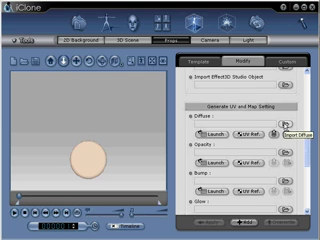 iClone
Tools
2D Background
3D Scene
Props
Camera
Light
Template
Modify
Custom
Import Effect3D Studio Object
Generate UV and Map Setting
Diffuse :
Import Diffuse
Launch
UV Ref.
Opacity :
Launch
UV Ref.
Bump :
Launch
UV Ref.
Glow :
Add
Timeline